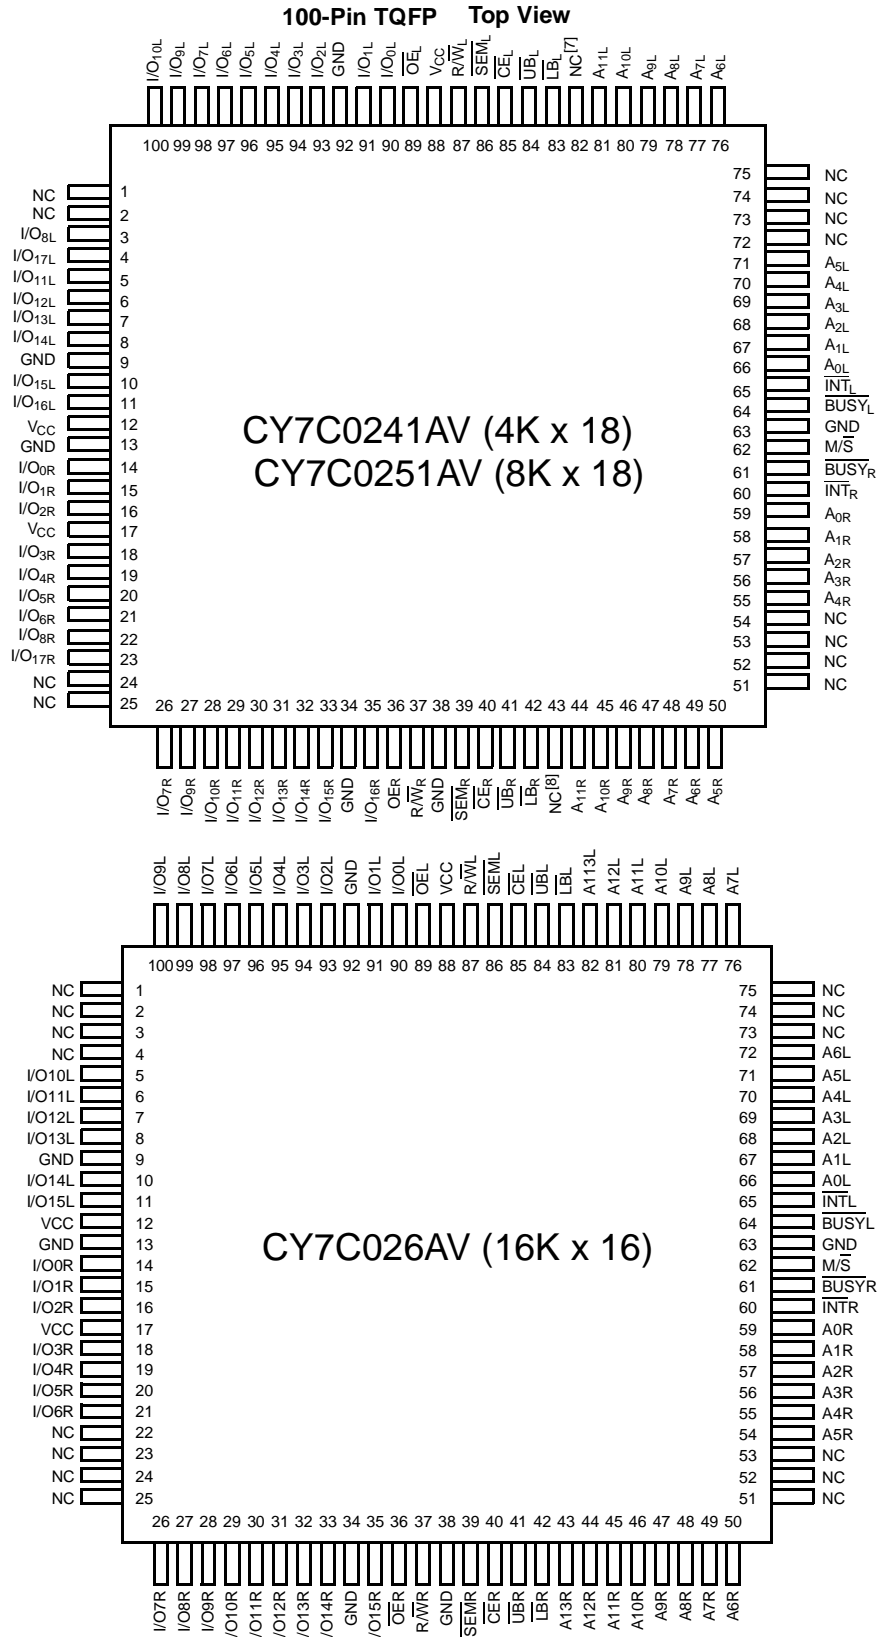 100-Pin TQFP Top View
I/O10L I/O9L I/O7L I/O6L I/O5L I/O4L I/O3L I/O2L GND I/O1L I/O0L OEL VCC R/WL SEML CEL UBL LBL NC[7] A11L A10L A9L A8L A7L A6L
100 99 98 97 96 95 94 93 92 91 90 89 88 87 86 85 84 83 82 81 80 79 78 77 76
75 NC
NC 1 74 NC
NC 2 73 NC
I/O8L 3 72 NC
I/O17L 4 71 A5L
I/O11L 5 70 A4L
I/O12L 6 69 A3L
I/O13L 7 68 A2L
I/O14L 8 67 A1L
GND 9 66 A0L
I/O15L 10 65 INTL
I/O16L 11 64 BUSYL
VCC 12 63 GND
GND 13 62 M/S
CY7C0241AV (4K x 18)
CY7C0251AV (8K x 18)
I/O0R 14 61 BUSYR
I/O1R 15 60 INTR
I/O2R 16 59 A0R
VCC 17 58 A1R
I/O3R 18 57 A2R
I/O4R 19 56 A3R
I/O5R 20 55 A4R
I/O6R 21 54 NC
I/O8R 22 53 NC
I/O17R 23 52 NC
NC 24 51 NC
NC 25
26 27 28 29 30 31 32 33 34 35 36 37 38 39 40 41 42 43 44 45 46 47 48 49 50
I/O7R I/O9R I/O10R I/O11R I/O12R I/O13R I/O14R I/O15R GND I/O16R OER R/WR GND SEMR CER UBR LBR NC[8] A11R A10R A9R A8R A7R A6R A5R
I/O9L I/O8L I/O7L I/O6L I/O5L I/O4L I/O3L I/O2L GND I/O1L I/O0L OEL VCC R/WL SEML CEL UBL LBL A113L A12L A11L A10L A9L A8L A7L
100 99 98 97 96 95 94 93 92 91 90 89 88 87 86 85 84 83 82 81 80 79 78 77 76
NC 1 75 NC
NC 2 74 NC
NC 3 73 NC
NC 4 72 A6L
I/O10L 5 71 A5L
I/O11L 6 70 A4L
I/O12L 7 69 A3L
I/O13L 8 68 A2L
GND 9 67 A1L
I/O14L 10 66 A0L
I/O15L 11 65 INTL
VCC 12 64 BUSYL
GND 13 63 GND
CY7C026AV (16K x 16)
I/O0R 14 62 M/S
I/O1R 15 61 BUSYR
I/O2R 16 60 INTR
VCC 17 59 A0R
I/O3R 18 58 A1R
I/O4R 19 57 A2R
I/O5R 20 56 A3R
I/O6R 21 55 A4R
NC 22 54 A5R
NC 23 53 NC
NC 24 52 NC
NC 25 51 NC
26 27 28 29 30 31 32 33 34 35 36 37 38 39 40 41 42 43 44 45 46 47 48 49 50
I/O7R I/O8R I/O9R I/O10R I/O11R I/O12R I/O13R I/O14R GND I/O15R OER R/WR GND SEMR CER UBR LBR A13R A12R A11R A10R A9R A8R A7R A6R